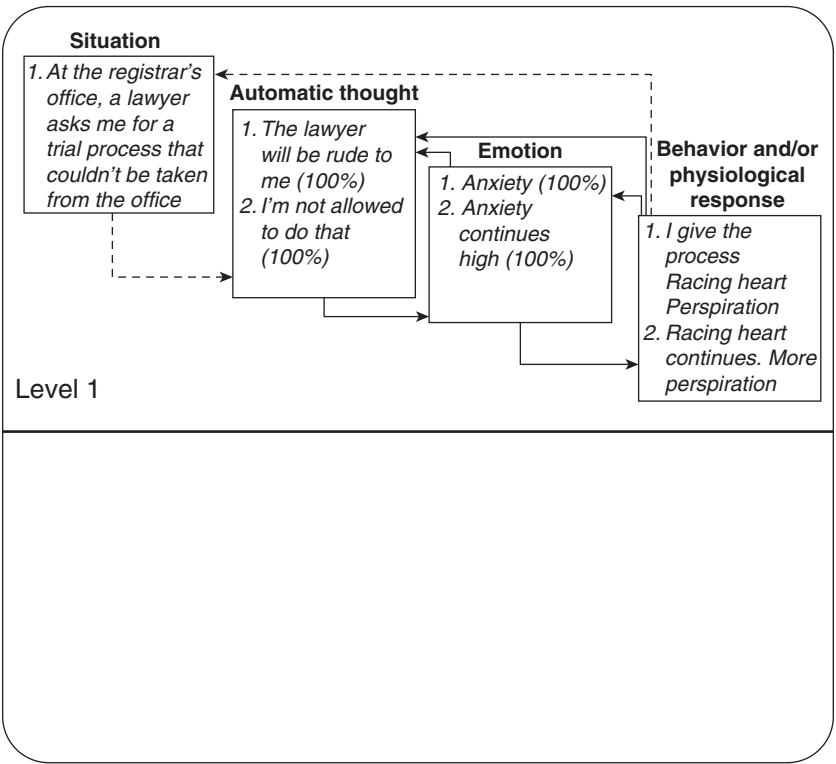 Situation
1. At the registrar's
office, a lawyer
asks me for a
trial process that
couldn't be taken
from the office
Automatic thought
1. The lawyer
will be rude to
me (100%)
2. I'm not allowed
to do that
(100%)
Emotion
1. Anxiety (100%)
2. Anxiety
continues
high (100%)
Behavior and/or
physiological
response
1. I give the
process
Racing heart
Perspiration
2. Racing heart
continues. More
perspiration
Level 1